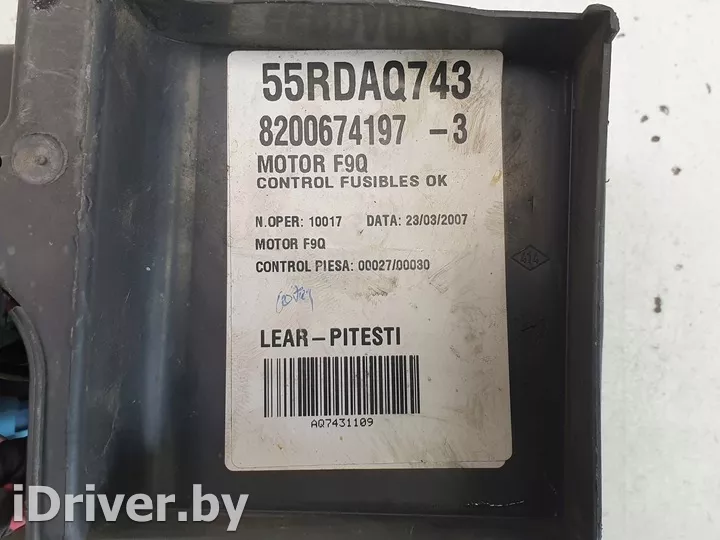 55RDAQ743
8200674197 -3
MOTOR F9Q
CONTROL FUSIBLES OK
N.OPER: 10017 DATA: 23/03/2007
MOTOR F9Q
CONTROL PIESA: 00027/00030
LEAR-PITESTI
AQ7431109
414
iDriver.by